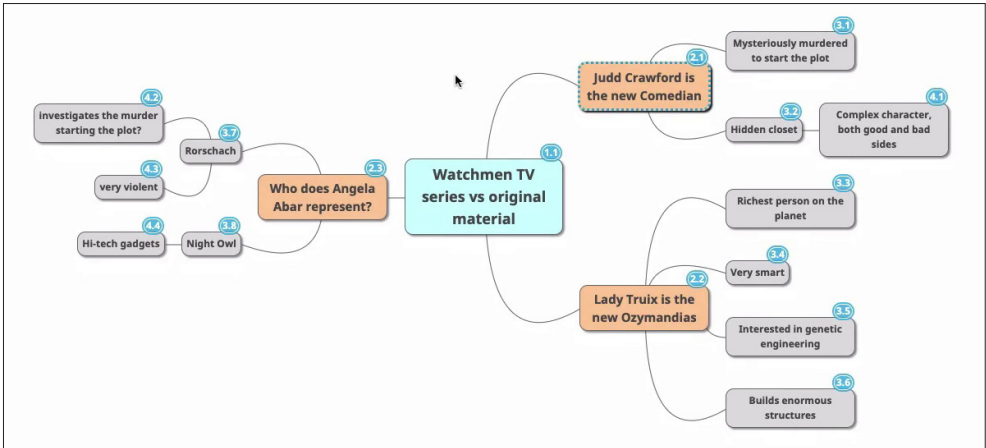 1.1
Watchmen TV
series vs original
material
2.1
Judd Crawford is
the new Comedian
3.1
Mysteriously murdered
to start the plot
3.2
Hidden closet
4.1
Complex character,
both good and bad
sides
2.2
Lady Truix is the
new Ozymandias
3.3
Richest person on the
planet
3.4
Very smart
3.5
Interested in genetic
engineering
3.6
Builds enormous
structures
2.3
Who does Angela
Abar represent?
3.7
Rorschach
4.2
investigates the murder
starting the plot?
4.3
very violent
3.8
Night Owl
4.4
Hi-tech gadgets